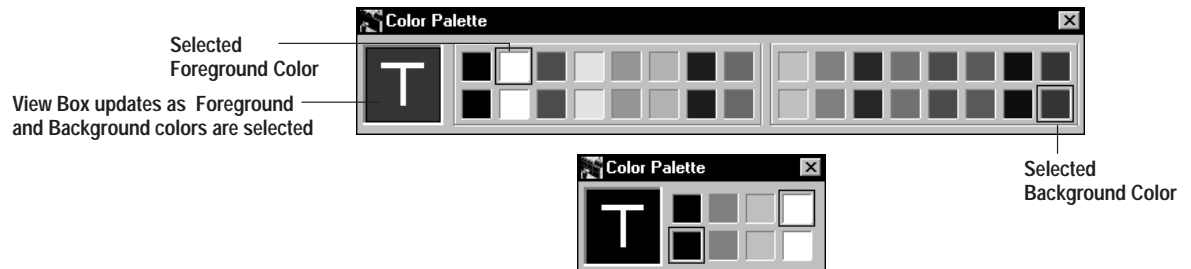 Color Palette
Selected
Foreground Color
T
View Box updates as Foreground
and Background colors are selected
Selected
Background Color
Color Palette
T